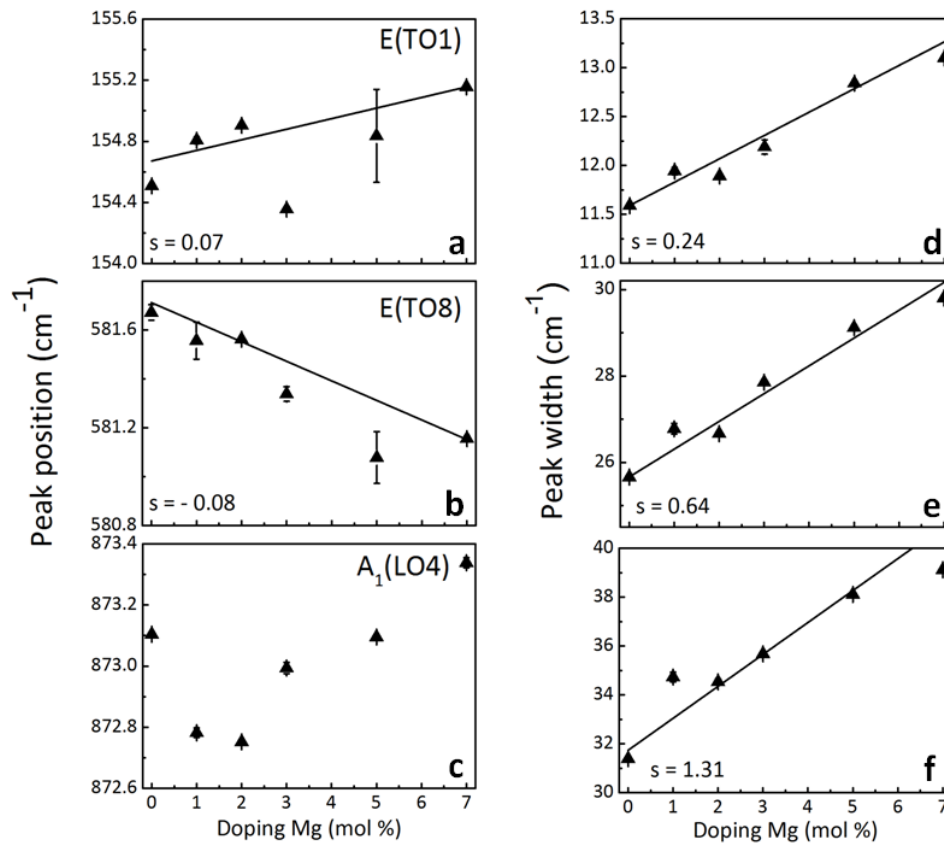 Peak position (cm⁻¹)
155.6
155.2
154.8
154.4
154.0
E(TO1)
s = 0.07
a
581.6
581.2
580.8
E(TO8)
s = - 0.08
b
873.4
873.2
873.0
872.8
872.6
A₁(LO4)
c
0 1 2 3 4 5 6 7
Doping Mg (mol %)
Peak width (cm⁻¹)
13.5
13.0
12.5
12.0
11.5
11.0
s = 0.24
d
30
28
26
s = 0.64
e
40
38
36
34
32
30
s = 1.31
f
0 1 2 3 4 5 6 7
Doping Mg (mol %)